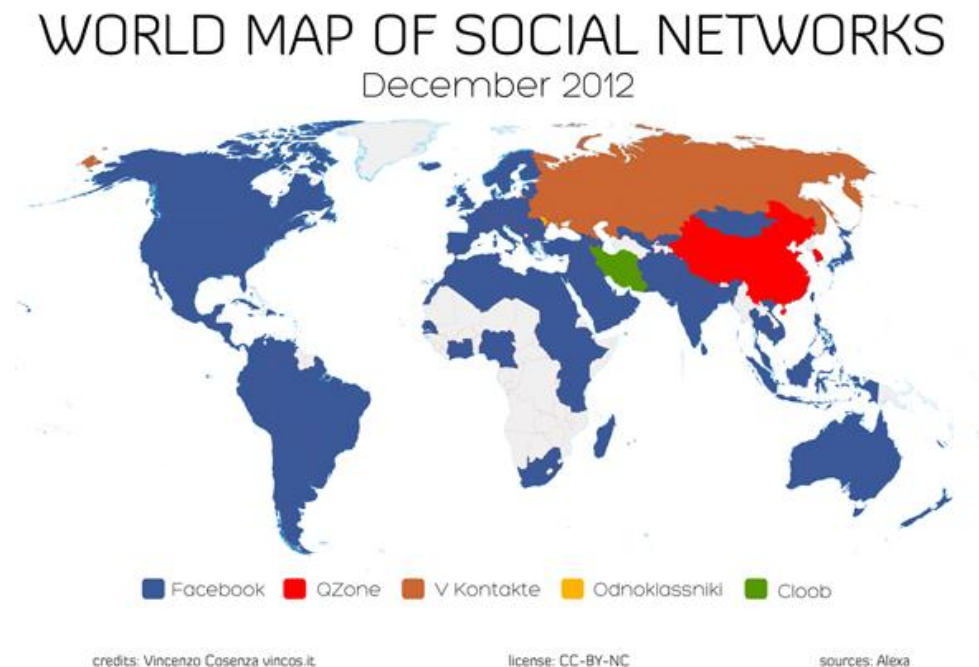 WORLD MAP OF SOCIAL NETWORKS
December 2012
Facebook QZone V Kontakte Odnoklassniki Cloob
credits: Vincenzo Cosenza vincos.it license: CC-BY-NC sources: Alexa